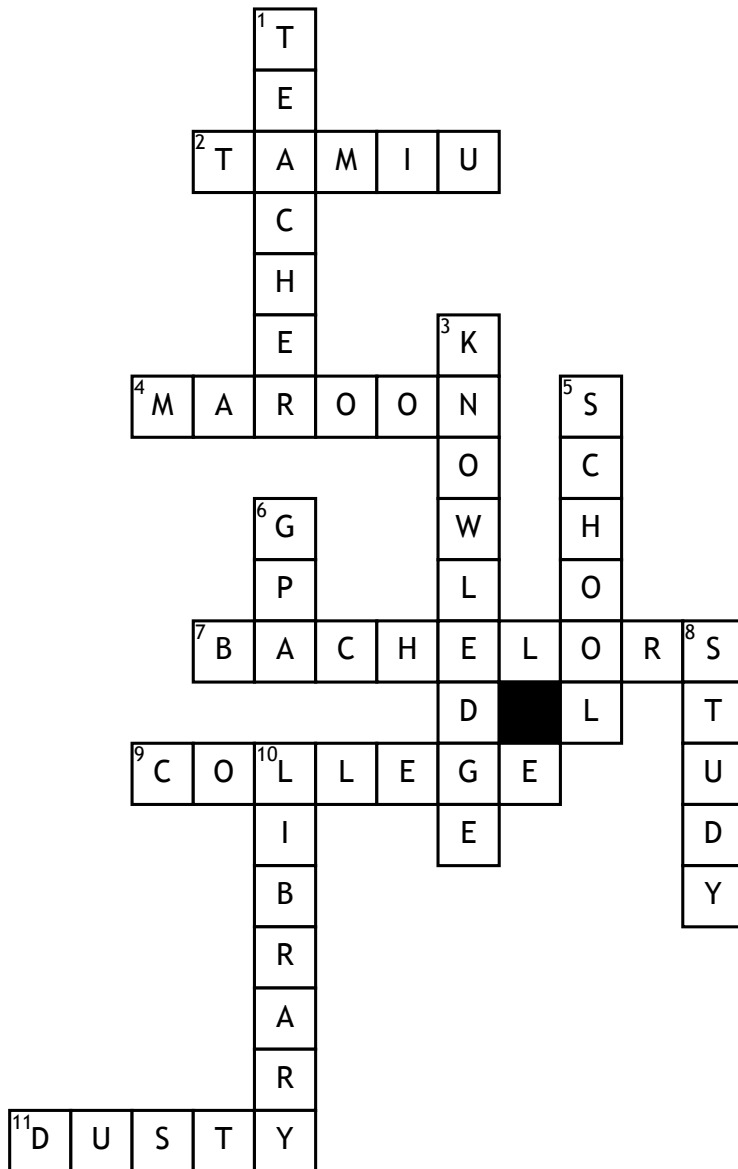 1 T
E
2 T A M I U
C
H
E 3 K
4 M A R O O N 5 S
O C
6 G W H
P L O
7 B A C H E L O R 8 S
D L T
9 C O 10 L L E G E U
I E D
B Y
R
A
R
11 D U S T Y